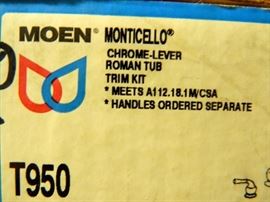 MOEN® MONTICELLO®
CHROME-LEVER
ROMAN TUB
TRIM KIT
* MEETS A112.18.1M/CSA
* HANDLES ORDERED SEPARATE
T950